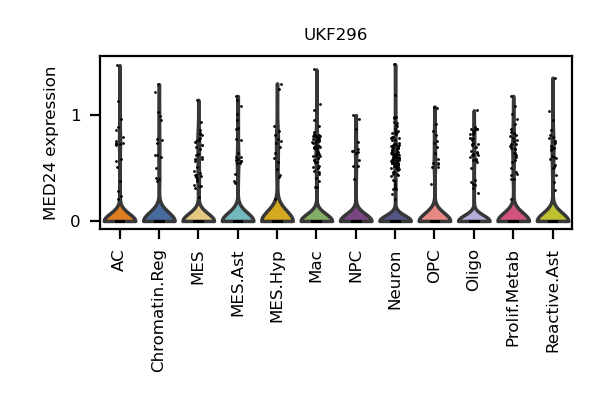 UKF296
MED24 expression
1
0
AC
Chromatin.Reg
MES
MES.Ast
MES.Hyp
Mac
NPC
Neuron
OPC
Oligo
Prolif.Metab
Reactive.Ast